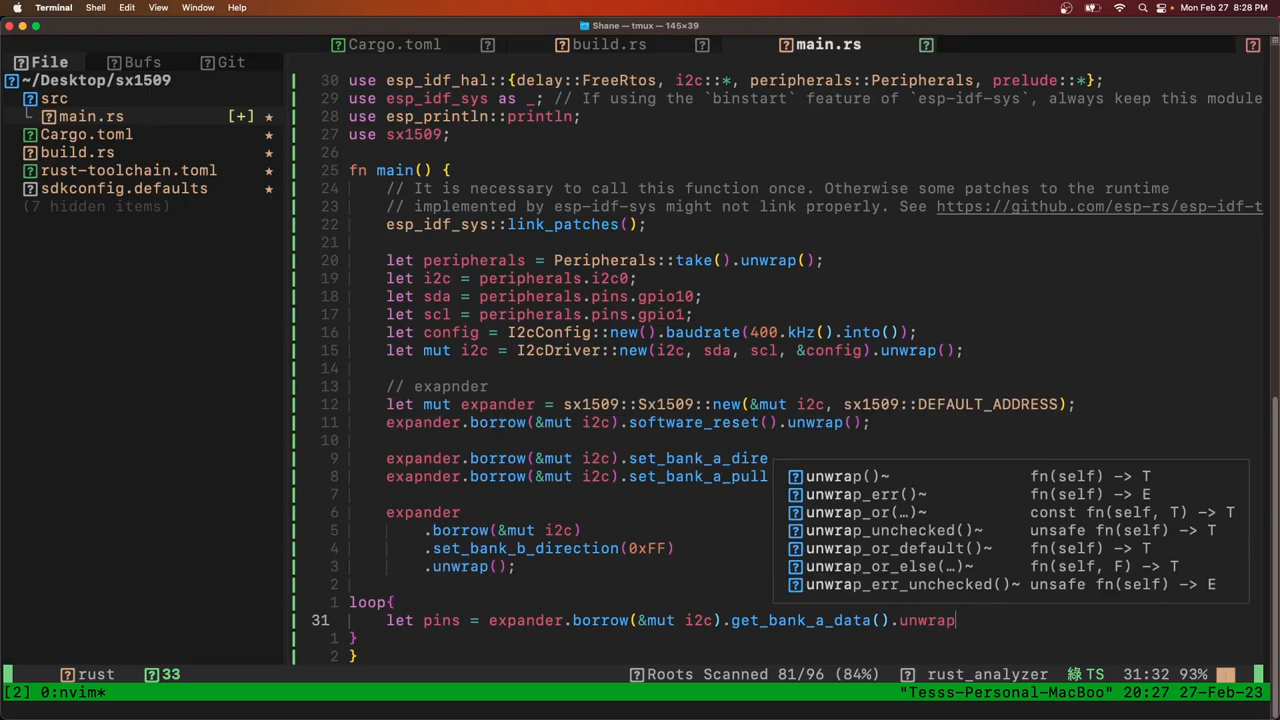 Terminal Shell Edit View Window Help Mon Feb 27 8:28 PM
Shane — tmux — 145×39
Cargo.toml build.rs main.rs
File Bufs Git
~/Desktop/sx1509
src
main.rs [+] ★
Cargo.toml ★
build.rs ★
rust-toolchain.toml ★
sdkconfig.defaults ★
(7 hidden items)
30 use esp_idf_hal::{delay::FreeRtos, i2c::*, peripherals::Peripherals, prelude::*};
29 use esp_idf_sys as _; // If using the `binstart` feature of `esp-idf-sys`, always keep this module
28 use esp_println::println;
27 use sx1509;
26
25 fn main() {
24 // It is necessary to call this function once. Otherwise some patches to the runtime
23 // implemented by esp-idf-sys might not link properly. See https://github.com/esp-rs/esp-idf-t
22 esp_idf_sys::link_patches();
21
20 let peripherals = Peripherals::take().unwrap();
19 let i2c = peripherals.i2c0;
18 let sda = peripherals.pins.gpio10;
17 let scl = peripherals.pins.gpio1;
16 let config = I2cConfig::new().baudrate(400.kHz().into());
15 let mut i2c = I2cDriver::new(i2c, sda, scl, &config).unwrap();
14
13 // exapnder
12 let mut expander = sx1509::Sx1509::new(&mut i2c, sx1509::DEFAULT_ADDRESS);
11 expander.borrow(&mut i2c).software_reset().unwrap();
10
9 expander.borrow(&mut i2c).set_bank_a_dire
8 expander.borrow(&mut i2c).set_bank_a_pull
7
6 expander
5 .borrow(&mut i2c)
4 .set_bank_b_direction(0xFF)
3 .unwrap();
2
1 loop{
31 let pins = expander.borrow(&mut i2c).get_bank_a_data().unwrap
1 }
2 }
unwrap()~ fn(self) -> T
unwrap_err()~ fn(self) -> E
unwrap_or(…)~ const fn(self, T) -> T
unwrap_unchecked()~ unsafe fn(self) -> T
unwrap_or_default()~ fn(self) -> T
unwrap_or_else(…)~ fn(self, F) -> T
unwrap_err_unchecked()~ unsafe fn(self) -> E
rust 33 Roots Scanned 81/96 (84%) rust_analyzer 綠 TS 31:32 93%
[2] 0:nvim* "Tesss-Personal-MacBoo" 20:27 27-Feb-23